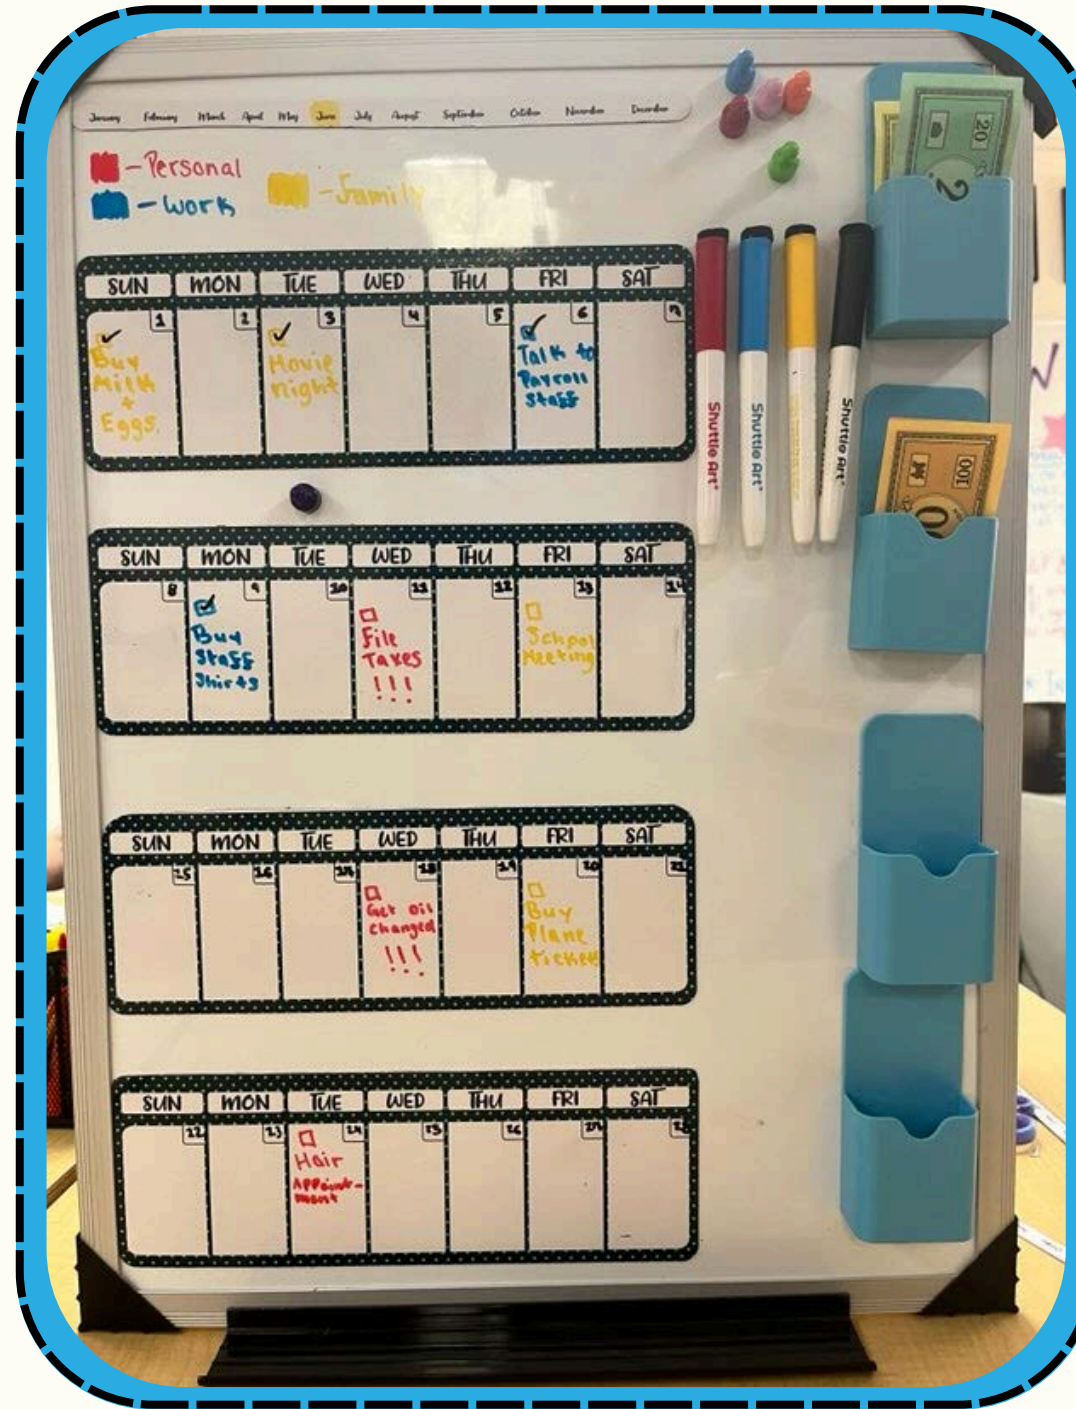 January February March April May June July August September October November December
- Personal
- Work
- Family
SUN MON TUE WED THU FRI SAT
1 2 3 4 5 6 7
Buy
Milk
+
Eggs.
Movie
night
Talk to
Payroll
Staff
SUN MON TUE WED THU FRI SAT
8 9 10 11 12 13 14
Buy
Staff
Shirts
File
Taxes
!!!
School
Meeting
SUN MON TUE WED THU FRI SAT
15 16 17 18 19 20 21
Get oil
changed
!!!
Buy
Plane
ticket
SUN MON TUE WED THU FRI SAT
22 23 24 25 26 27 28
Hair
Appoint-
ment
Shuttle Art
Shuttle Art
Shuttle Art
20
2
100